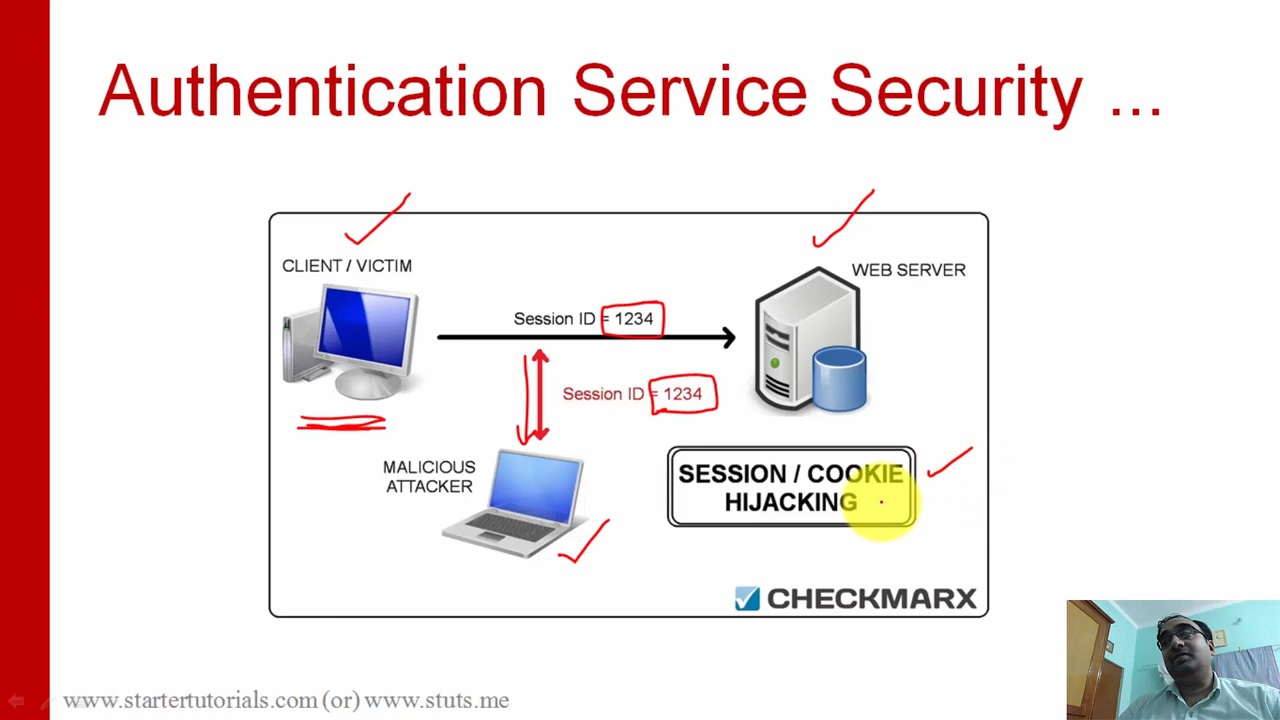 Authentication Service Security ...
CLIENT / VICTIM
WEB SERVER
Session ID = 1234
Session ID = 1234
MALICIOUS
ATTACKER
SESSION / COOKIE
HIJACKING
CHECKMARX
www.startertutorials.com (or) www.stuts.me